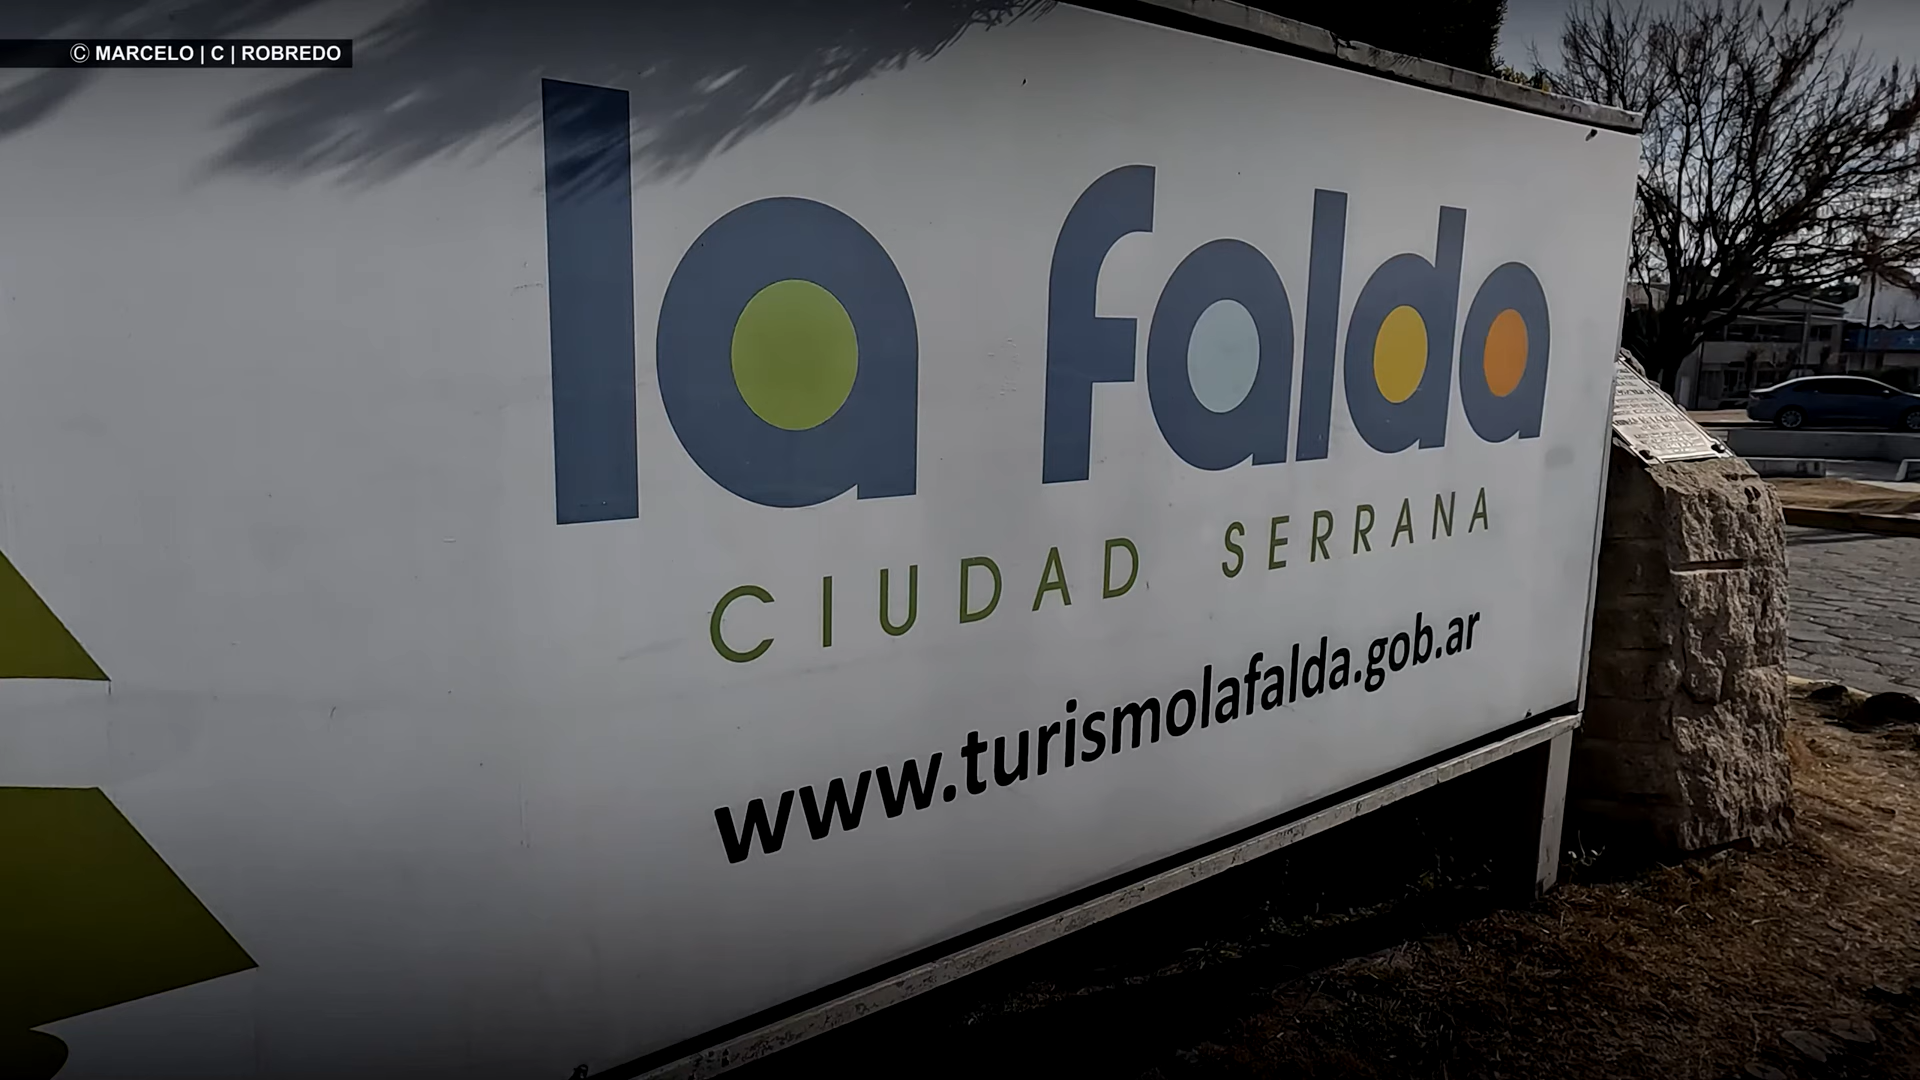 © MARCELO | C | ROBREDO
la falda
CIUDAD SERRANA
www.turismolafalda.gob.ar